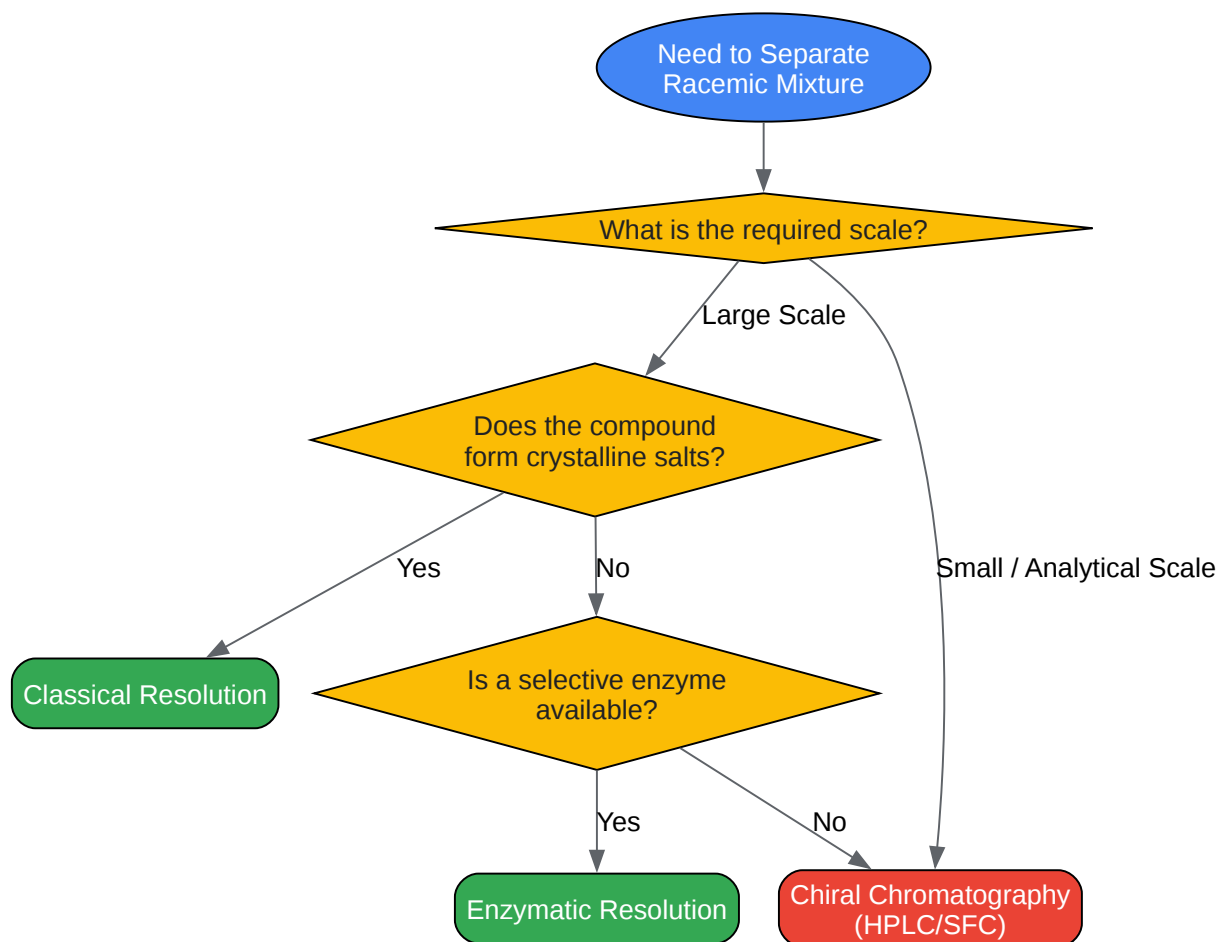 Need to Separate
Racemic Mixture
What is the required scale?
Large Scale
Does the compound
form crystalline salts?
Yes
No
Small / Analytical Scale
Classical Resolution
Is a selective enzyme
available?
Yes
No
Enzymatic Resolution
Chiral Chromatography
(HPLC/SFC)